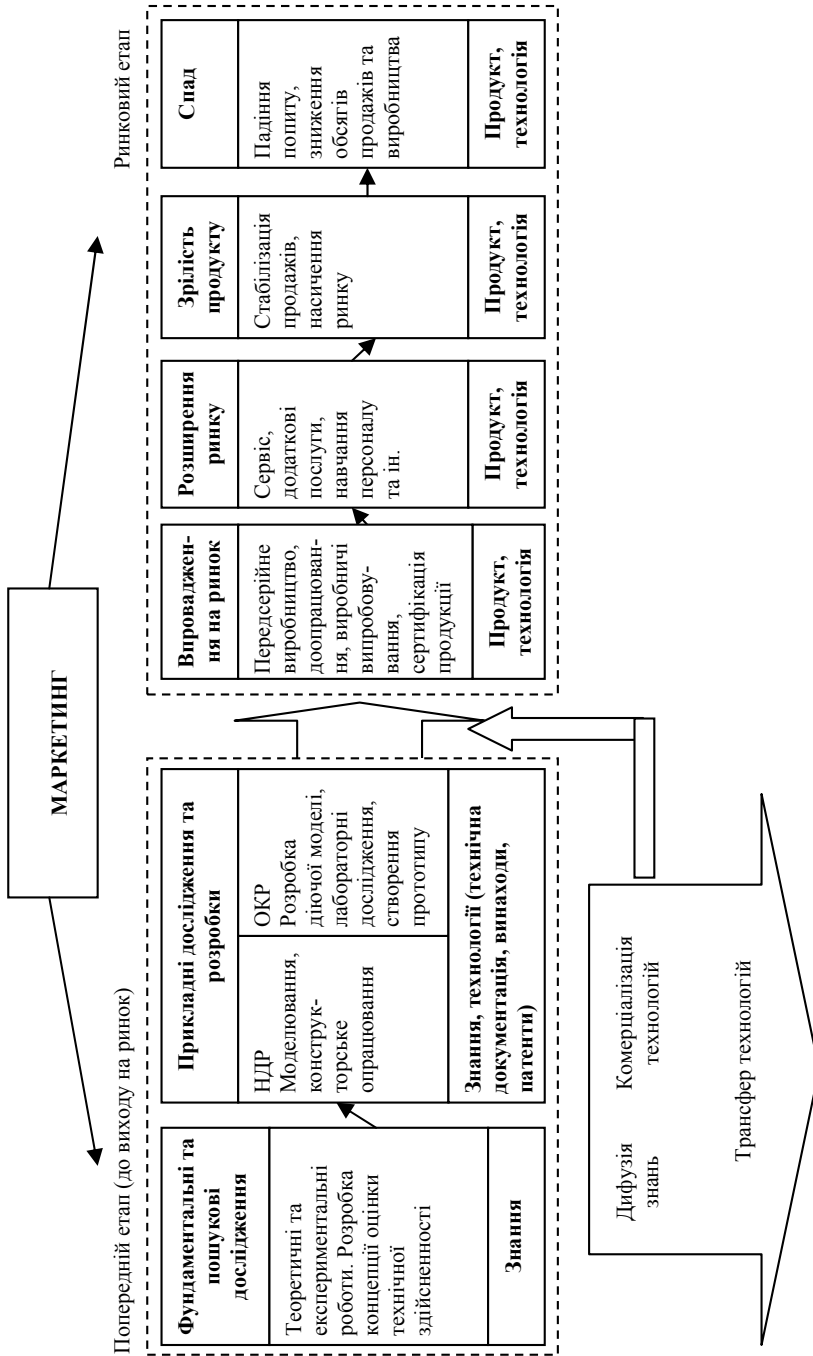 МАРКЕТИНГ
Попередній етап (до виходу на ринок)
Ринковий етап
Фундаментальні та
пошукові
дослідження
Теоретичні та
експериментальні
роботи. Розробка
концепції оцінки
технічної
здійсненності
Знання
Прикладні дослідження та
розробки
НДР
Моделювання,
конструк-
торське
опрацювання
ОКР
Розробка
діючої моделі,
лабораторні
дослідження,
створення
прототипу
Знання, технології (технічна
документація, винаходи,
патенти)
Впроваджен-
ня на ринок
Передсерійне
виробництво,
доопрацюван-
ня, виробничі
випробову-
вання,
сертифікація
продукції
Продукт,
технологія
Розширення
ринку
Сервіс,
додаткові
послуги,
навчання
персоналу
та ін.
Продукт,
технологія
Зрілість
продукту
Стабілізація
продажів,
насичення
ринку
Продукт,
технологія
Спад
Падіння
попиту,
зниження
обсягів
продажів та
виробництва
Продукт,
технологія
Дифузія
знань
Комерціалізація
технологій
Трансфер технологій